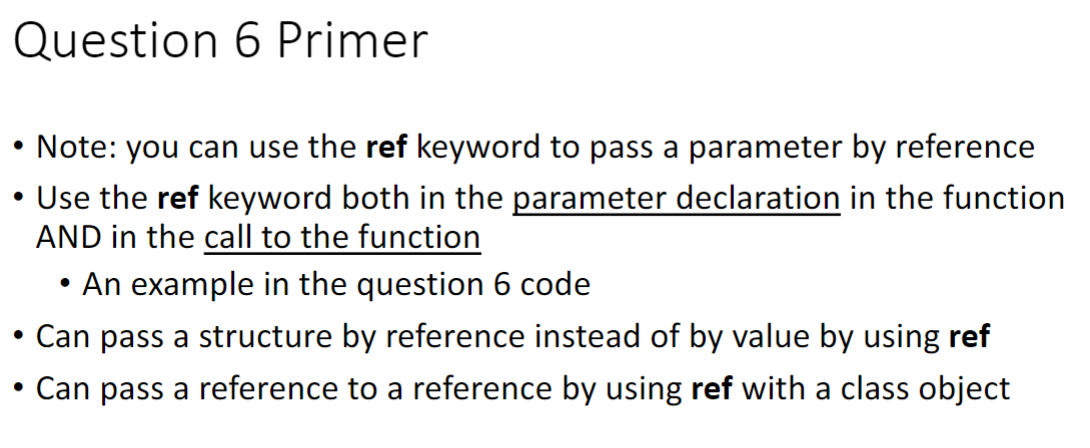 Question 6 Primer
• Note: you can use the ref keyword to pass a parameter by reference
• Use the ref keyword both in the parameter declaration in the function
AND in the call to the function
• An example in the question 6 code
• Can pass a structure by reference instead of by value by using ref
• Can pass a reference to a reference by using ref with a class object